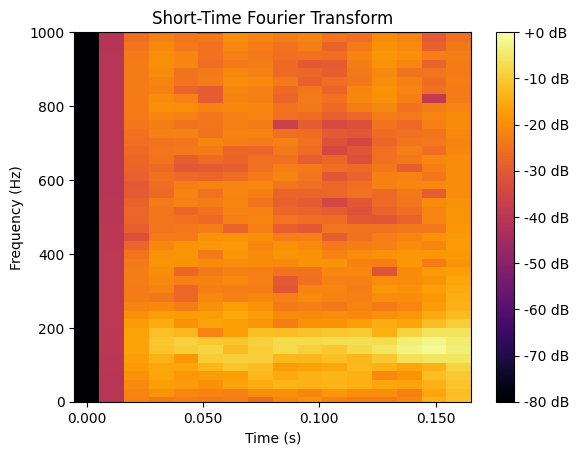 Short-Time Fourier Transform
1000
800
600
400
200
0
Frequency (Hz)
0.000
0.050
0.100
0.150
Time (s)
+0 dB
-10 dB
-20 dB
-30 dB
-40 dB
-50 dB
-60 dB
-70 dB
-80 dB